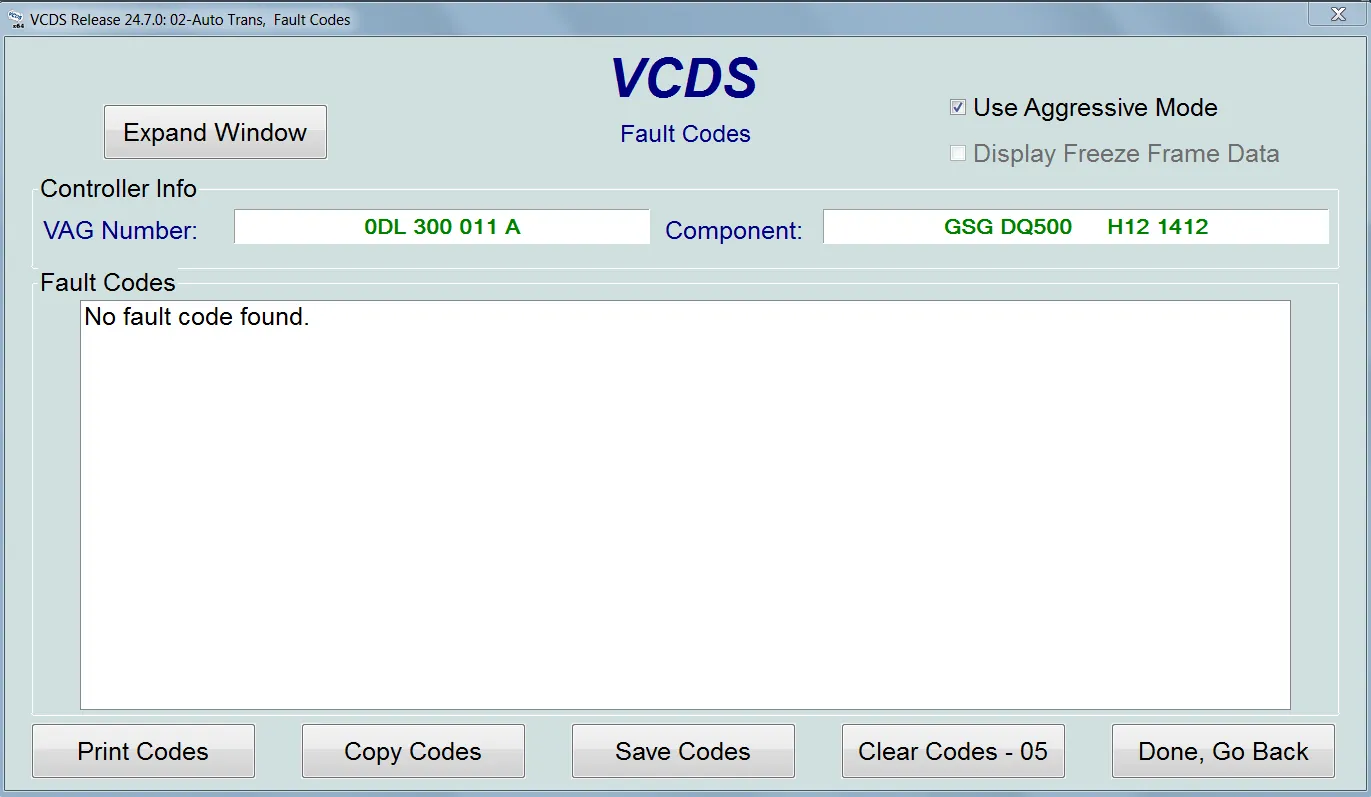 VCDS Release 24.7.0: 02-Auto Trans,  Fault Codes
VCDS
Fault Codes
Expand Window
Use Aggressive Mode
Display Freeze Frame Data
Controller Info
VAG Number: 0DL 300 011 A Component: GSG DQ500 H12 1412
Fault Codes
No fault code found.
Print Codes Copy Codes Save Codes Clear Codes - 05 Done, Go Back